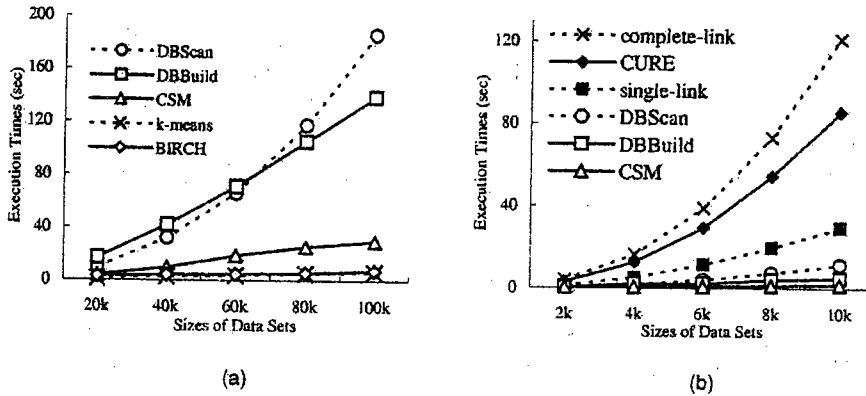 200
160
120
80
40
0
Execution Times (sec)
DBScan
DBBuild
CSM
k-means
BIRCH
20k 40k 60k 80k 100k
Sizes of Data Sets
(a)
120
80
40
0
Execution Times (sec)
complete-link
CURE
single-link
DBScan
DBBuild
CSM
2k 4k 6k 8k 10k
Sizes of Data Sets
(b)